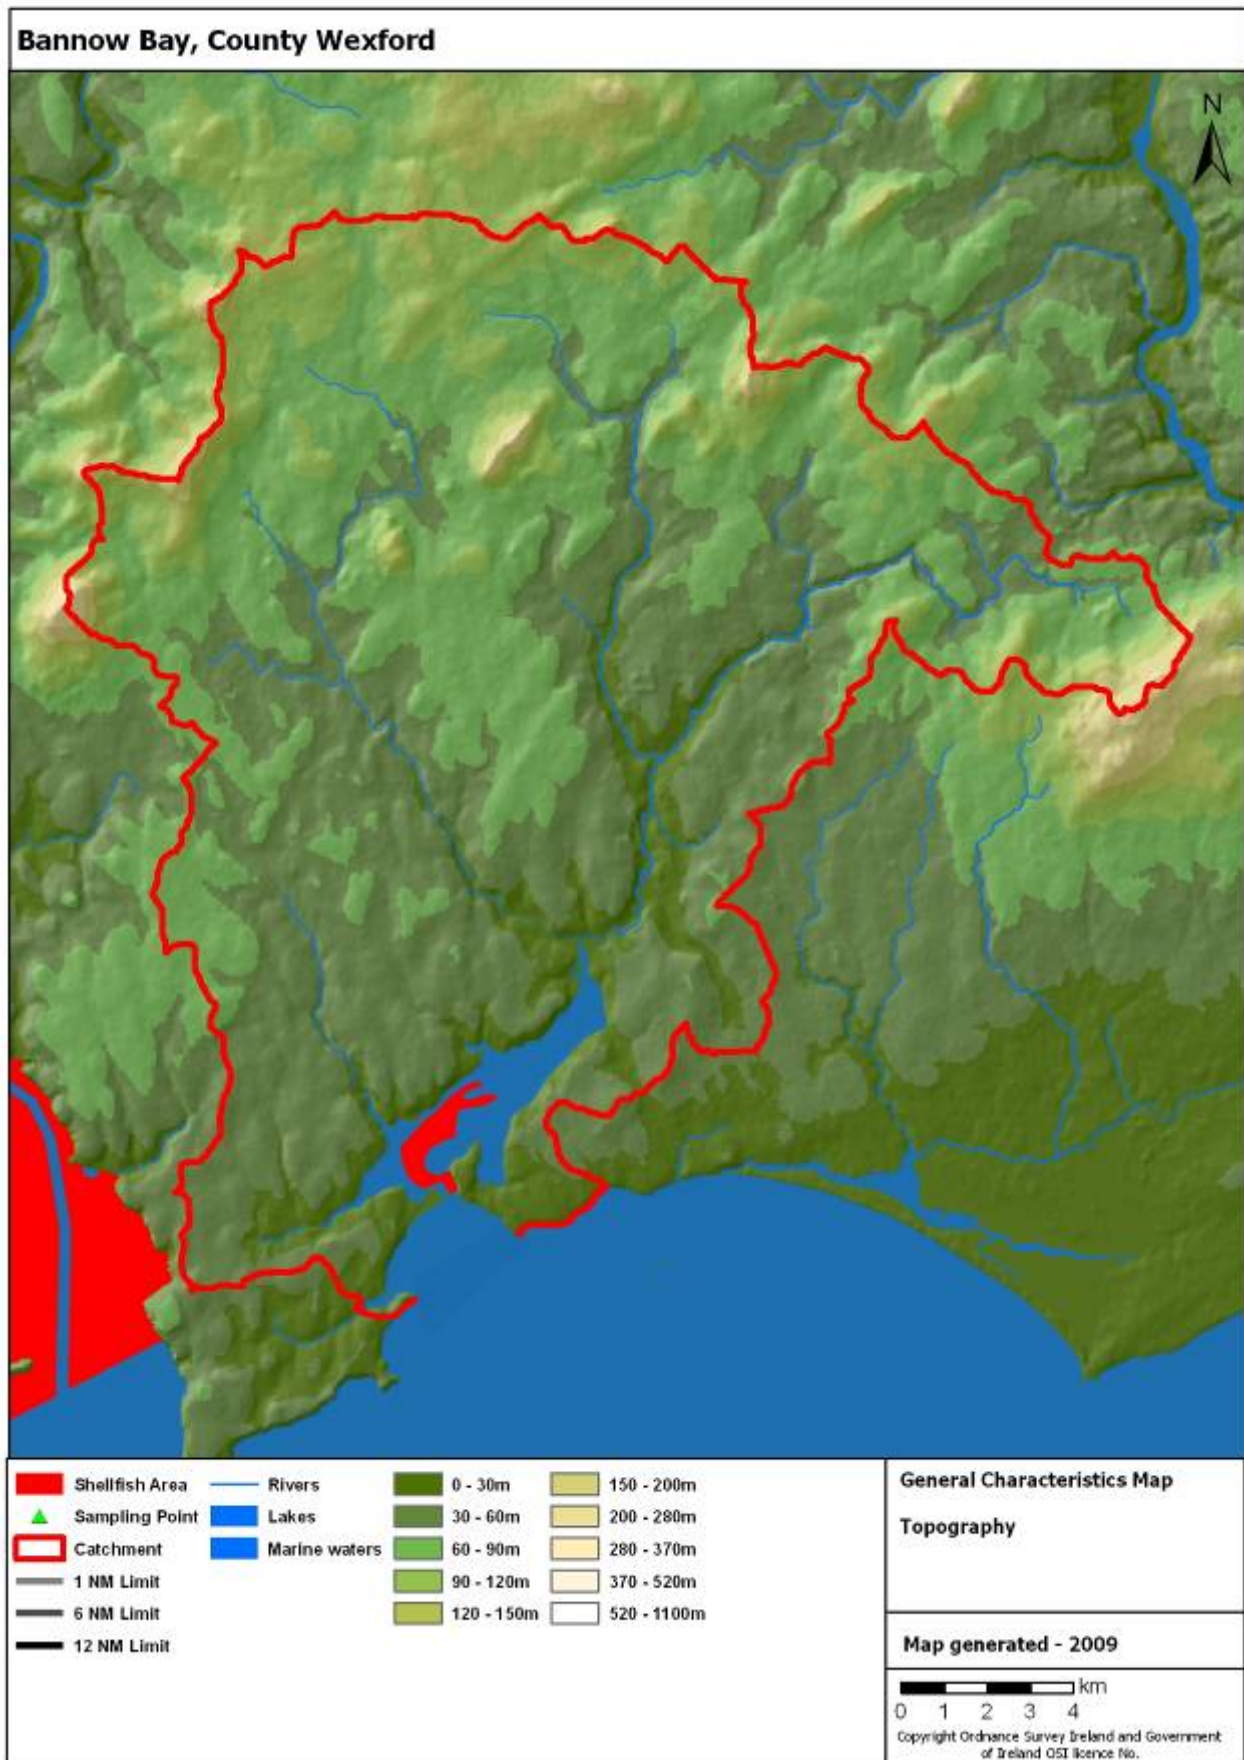 Bannow Bay, County Wexford
N
Shellfish Area
Sampling Point
Catchment
1 NM Limit
6 NM Limit
12 NM Limit
Rivers
Lakes
Marine waters
0 - 30m
30 - 60m
60 - 90m
90 - 120m
120 - 150m
150 - 200m
200 - 280m
280 - 370m
370 - 520m
520 - 1100m
General Characteristics Map
Topography
Map generated - 2009
km
0 1 2 3 4
Copyright Ordnance Survey Ireland and Government
of Ireland OSI licence No.